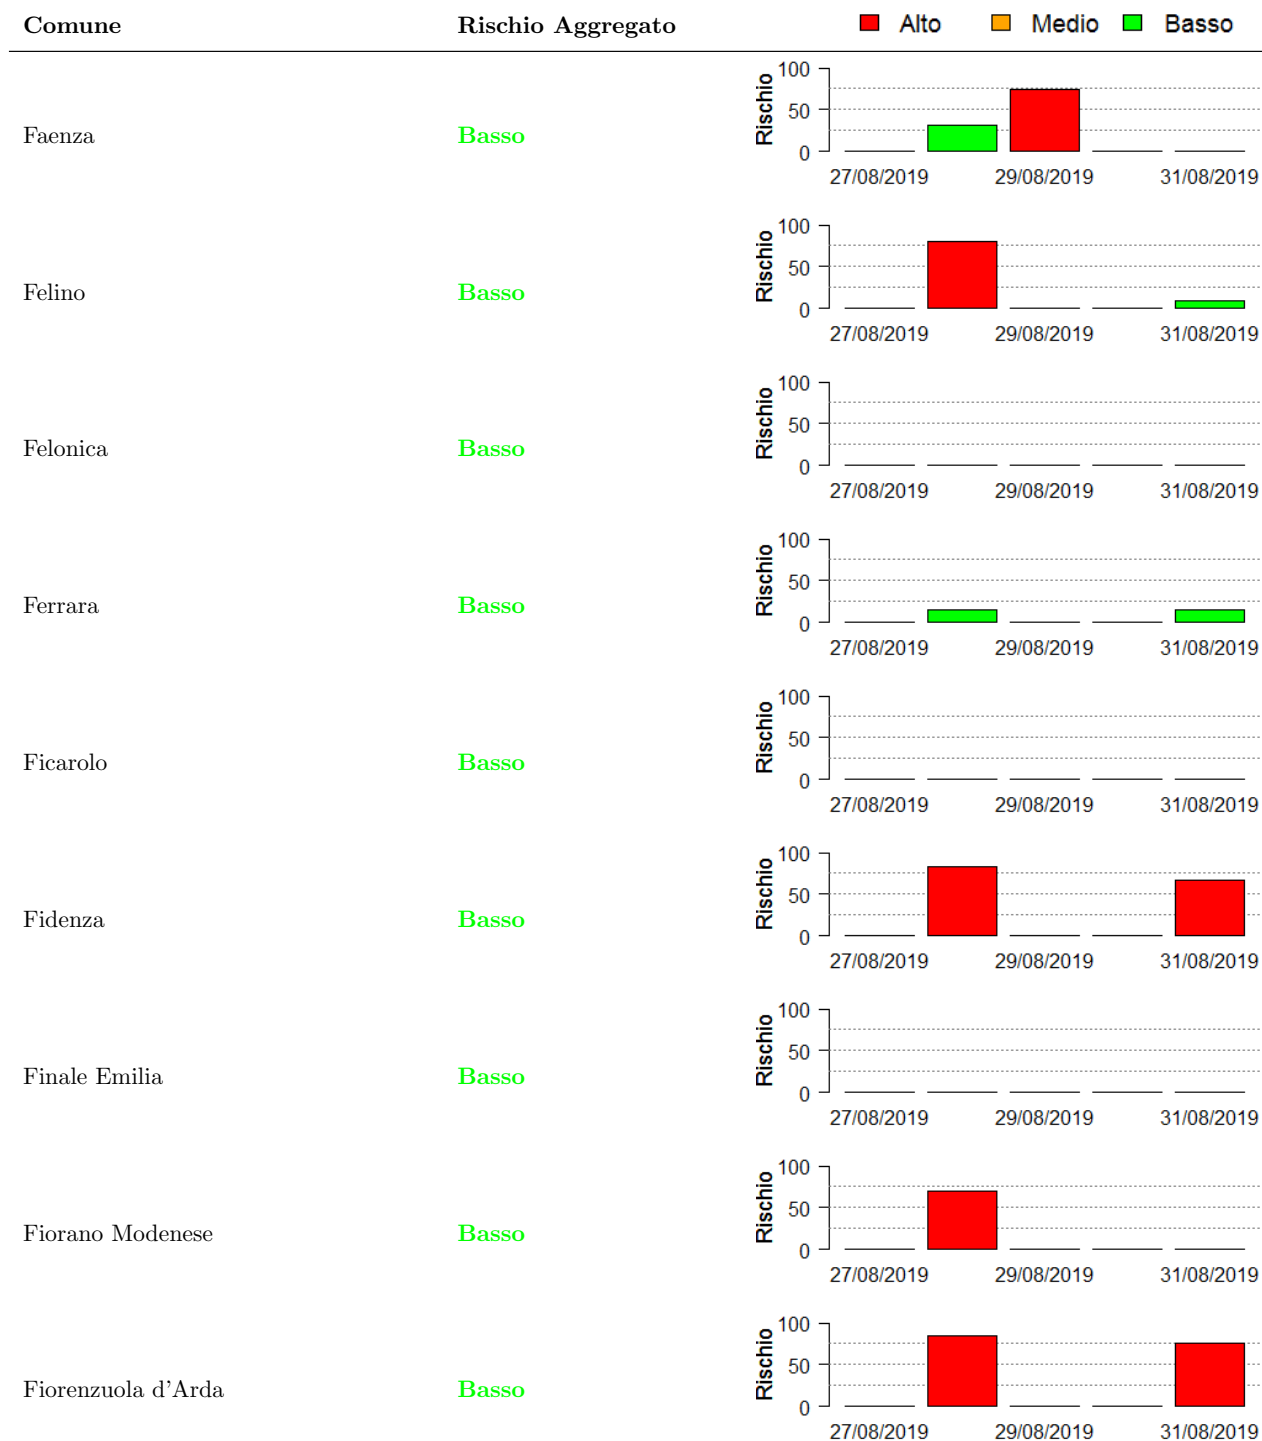 Comune Rischio Aggregato Alto Medio Basso
100
50
0
Rischio
Faenza Basso
27/08/2019 29/08/2019 31/08/2019
100
50
0
Rischio
Felino Basso
27/08/2019 29/08/2019 31/08/2019
100
50
0
Rischio
Felonica Basso
27/08/2019 29/08/2019 31/08/2019
100
50
0
Rischio
Ferrara Basso
27/08/2019 29/08/2019 31/08/2019
100
50
0
Rischio
Ficarolo Basso
27/08/2019 29/08/2019 31/08/2019
100
50
0
Rischio
Fidenza Basso
27/08/2019 29/08/2019 31/08/2019
100
50
0
Rischio
Finale Emilia Basso
27/08/2019 29/08/2019 31/08/2019
100
50
0
Rischio
Fiorano Modenese Basso
27/08/2019 29/08/2019 31/08/2019
100
50
0
Rischio
Fiorenzuola d'Arda Basso
27/08/2019 29/08/2019 31/08/2019